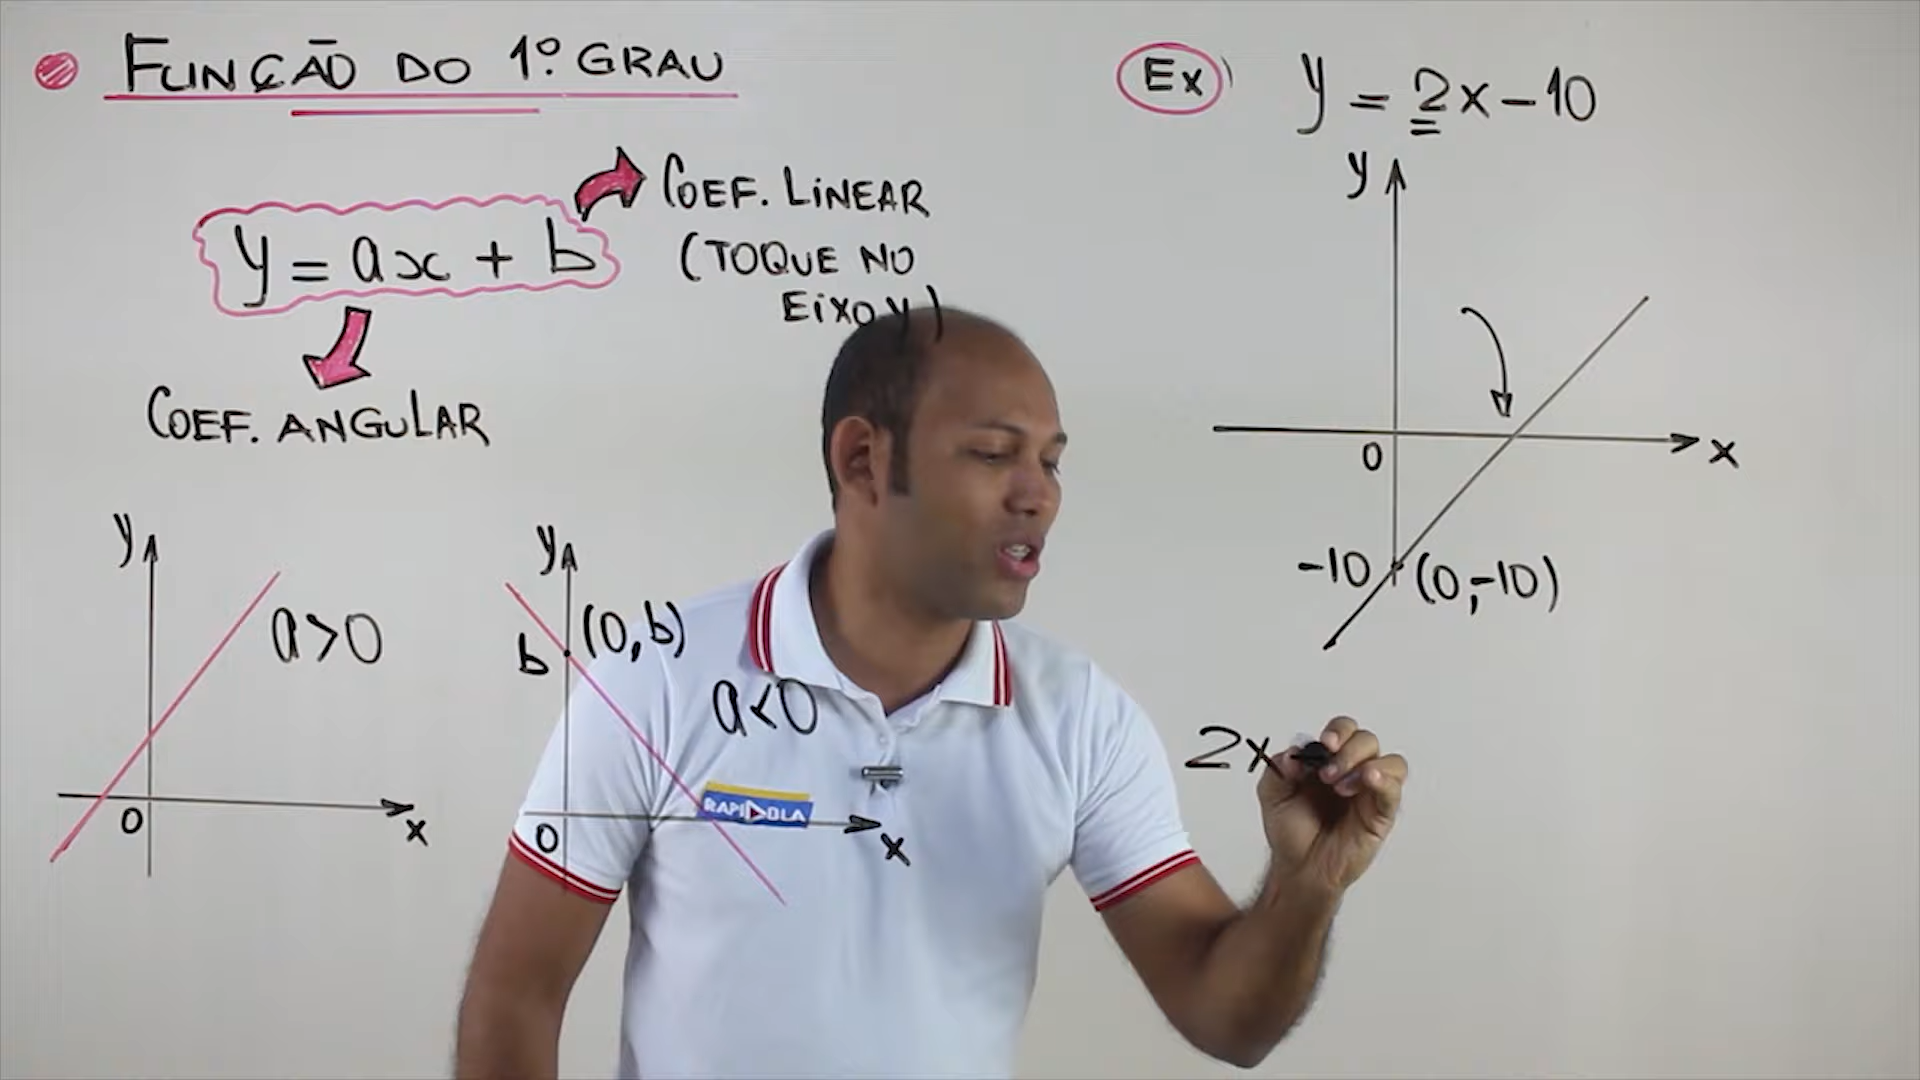 FUNÇÃO DO 1º. GRAU
y = ax + b
COEF. LINEAR
(TOQUE NO
EIXO y)
COEF. ANGULAR
y
a>0
0
x
y
b
(0,b)
a<0
0
x
RAPIDOLA
Ex)
y = 2x-10
y
0
x
-10
(0,-10)
2x